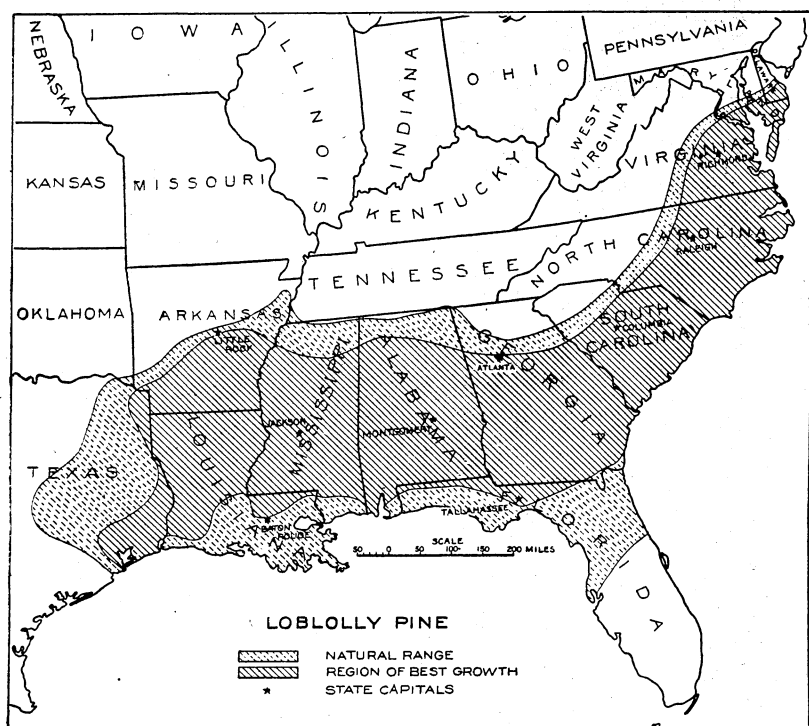 NEBRASKA
IOWA
ILLINOIS
INDIANA
OHIO
PENNSYLVANIA
MARYLAND
DELAWARE
WEST VIRGINIA
VIRGINIA
RICHMOND
KANSAS
MISSOURI
KENTUCKY
TENNESSEE
NORTH CAROLINA
RALEIGH
OKLAHOMA
ARKANSAS
LITTLE ROCK
SOUTH CAROLINA
COLUMBIA
GEORGIA
ATLANTA
ALABAMA
MONTGOMERY
MISSISSIPPI
JACKSON
LOUISIANA
BATON ROUGE
TEXAS
TALLAHASSEE
FLORIDA
SCALE
50 0 50 100 150 200 MILES
LOBLOLLY PINE
NATURAL RANGE
REGION OF BEST GROWTH
STATE CAPITALS